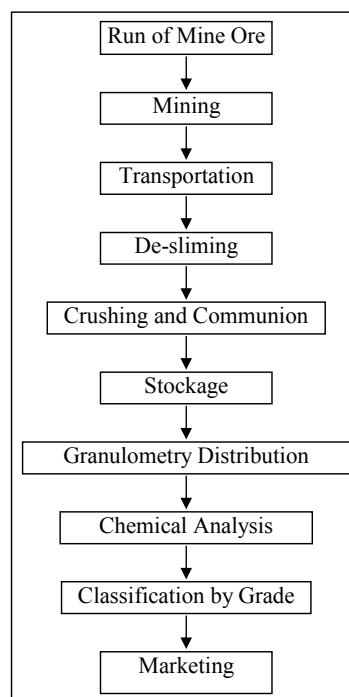 Run of Mine Ore
Mining
Transportation
De-sliming
Crushing and Communion
Stockage
Granulometry Distribution
Chemical Analysis
Classification by Grade
Marketing